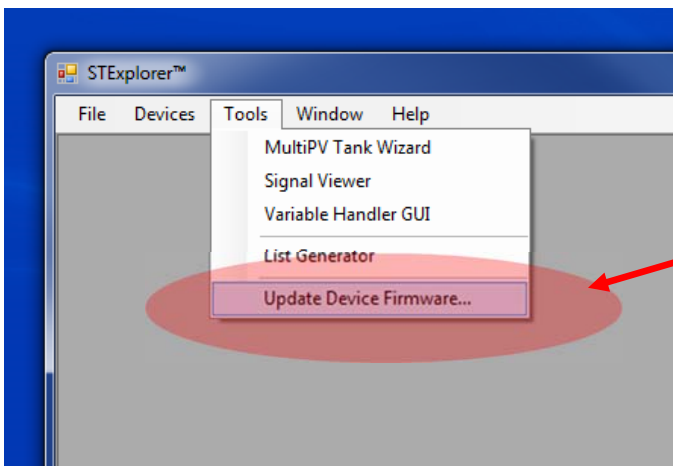 STExplorer™
File Devices Tools Window Help
MultiPV Tank Wizard
Signal Viewer
Variable Handler GUI
List Generator
Update Device Firmware...